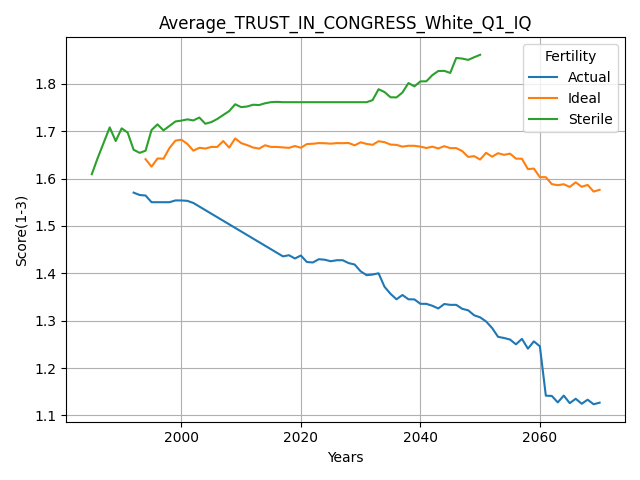 Average_TRUST_IN_CONGRESS_White_Q1_IQ
Fertility
Actual
Ideal
Sterile
Score(1-3)
1.8
1.7
1.6
1.5
1.4
1.3
1.2
1.1
2000 2020 2040 2060
Years